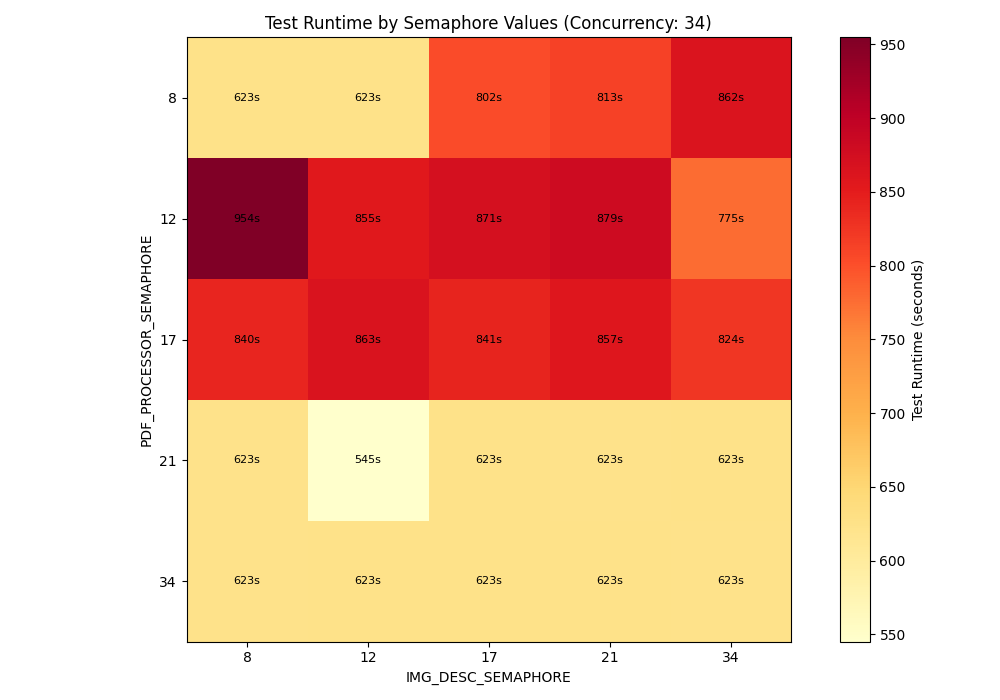 Test Runtime by Semaphore Values (Concurrency: 34)
8 623s 623s 802s 813s 862s
12 954s 855s 871s 879s 775s
17 840s 863s 841s 857s 824s
21 623s 545s 623s 623s 623s
34 623s 623s 623s 623s 623s
8 12 17 21 34
IMG_DESC_SEMAPHORE
PDF_PROCESSOR_SEMAPHORE
950
900
850
800
750
700
650
600
550
Test Runtime (seconds)